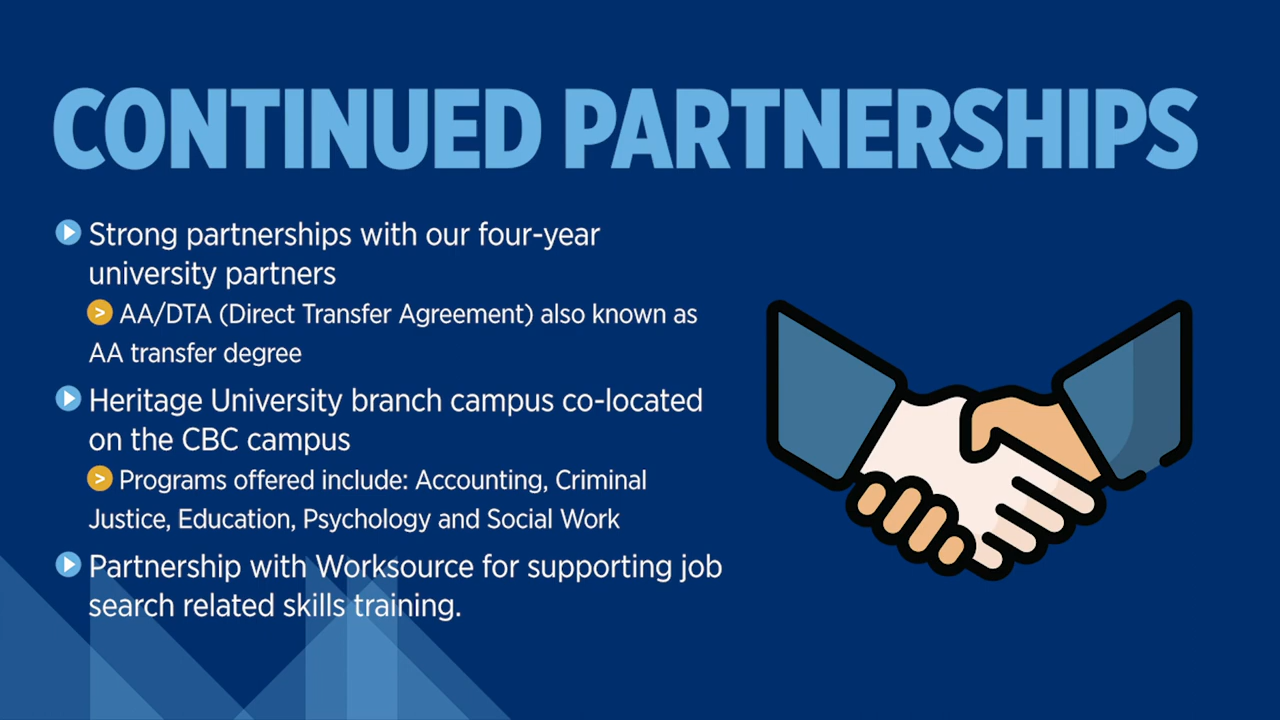 CONTINUED PARTNERSHIPS
Strong partnerships with our four-year
university partners
> AA/DTA (Direct Transfer Agreement) also known as
AA transfer degree
Heritage University branch campus co-located
on the CBC campus
> Programs offered include: Accounting, Criminal
Justice, Education, Psychology and Social Work
Partnership with Worksource for supporting job
search related skills training.